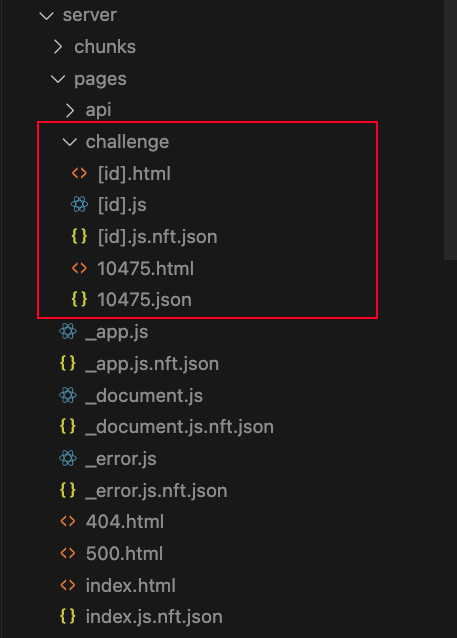 server
chunks
pages
api
challenge
[id].html
[id].js
[id].js.nft.json
10475.html
10475.json
_app.js
_app.js.nft.json
_document.js
_document.js.nft.json
_error.js
_error.js.nft.json
404.html
500.html
index.html
index.js.nft.json